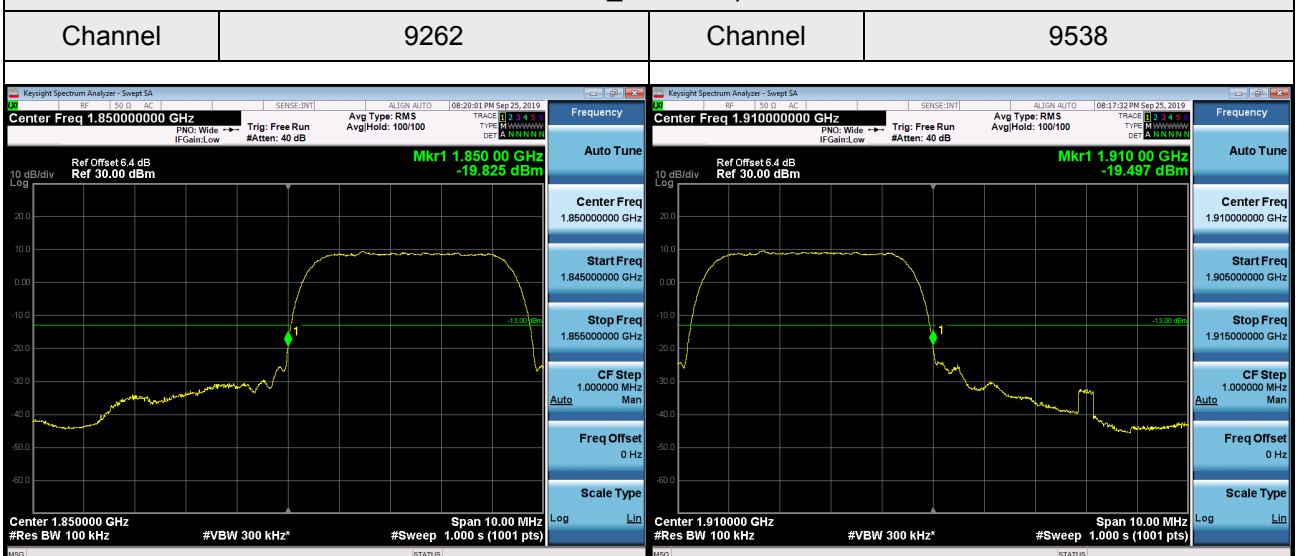 Channel 9262 Channel 9538
Keysight Spectrum Analyzer - Swept SA
LXI RF 50 Ω AC SENSE:INT ALIGN AUTO 08:20:01 PM Sep 25, 2019
Center Freq 1.850000000 GHz
PNO: Wide
IFGain:Low
Trig: Free Run
#Atten: 40 dB
Avg Type: RMS
Avg|Hold: 100/100
TRACE 1 2 3 4 5 6
TYPE M WWWWW
DET A N N N N N
Mkr1 1.850 00 GHz
-19.825 dBm
Ref Offset 6.4 dB
10 dB/div Ref 30.00 dBm
Log
20.0
10.0
0.00
-10.0
-20.0
-30.0
-40.0
-50.0
-60.0
-13.00 dBm
1
Center 1.850000 GHz Span 10.00 MHz
#Res BW 100 kHz #VBW 300 kHz* #Sweep 1.000 s (1001 pts)
MSG STATUS
Frequency
Auto Tune
Center Freq
1.850000000 GHz
Start Freq
1.845000000 GHz
Stop Freq
1.855000000 GHz
CF Step
1.000000 MHz
Auto Man
Freq Offset
0 Hz
Scale Type
Log Lin
Keysight Spectrum Analyzer - Swept SA
LXI RF 50 Ω AC SENSE:INT ALIGN AUTO 08:17:32 PM Sep 25, 2019
Center Freq 1.910000000 GHz
PNO: Wide
IFGain:Low
Trig: Free Run
#Atten: 40 dB
Avg Type: RMS
Avg|Hold: 100/100
TRACE 1 2 3 4 5 6
TYPE M WWWWW
DET A N N N N N
Mkr1 1.910 00 GHz
-19.497 dBm
Ref Offset 6.4 dB
10 dB/div Ref 30.00 dBm
Log
20.0
10.0
0.00
-10.0
-20.0
-30.0
-40.0
-50.0
-60.0
-13.00 dBm
1
Center 1.910000 GHz Span 10.00 MHz
#Res BW 100 kHz #VBW 300 kHz* #Sweep 1.000 s (1001 pts)
MSG STATUS
Frequency
Auto Tune
Center Freq
1.910000000 GHz
Start Freq
1.905000000 GHz
Stop Freq
1.915000000 GHz
CF Step
1.000000 MHz
Auto Man
Freq Offset
0 Hz
Scale Type
Log Lin